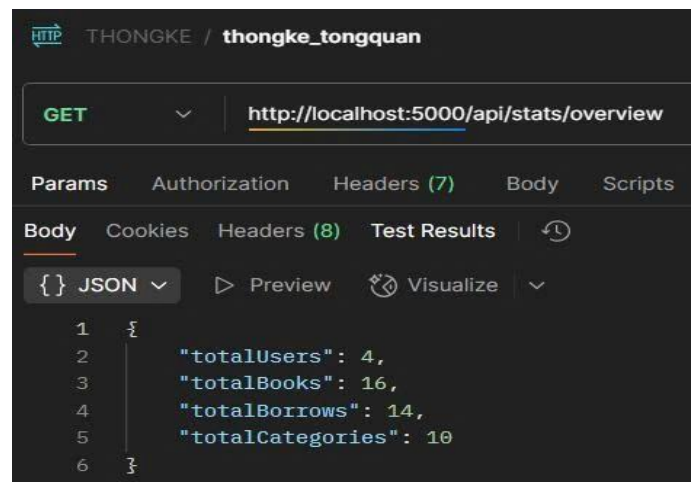 HTTP THONGKE / thongke_tongquan
GET http://localhost:5000/api/stats/overview
Params Authorization Headers (7) Body Scripts
Body Cookies Headers (8) Test Results
{} JSON Preview Visualize
1 {
2 "totalUsers": 4,
3 "totalBooks": 16,
4 "totalBorrows": 14,
5 "totalCategories": 10
6 }